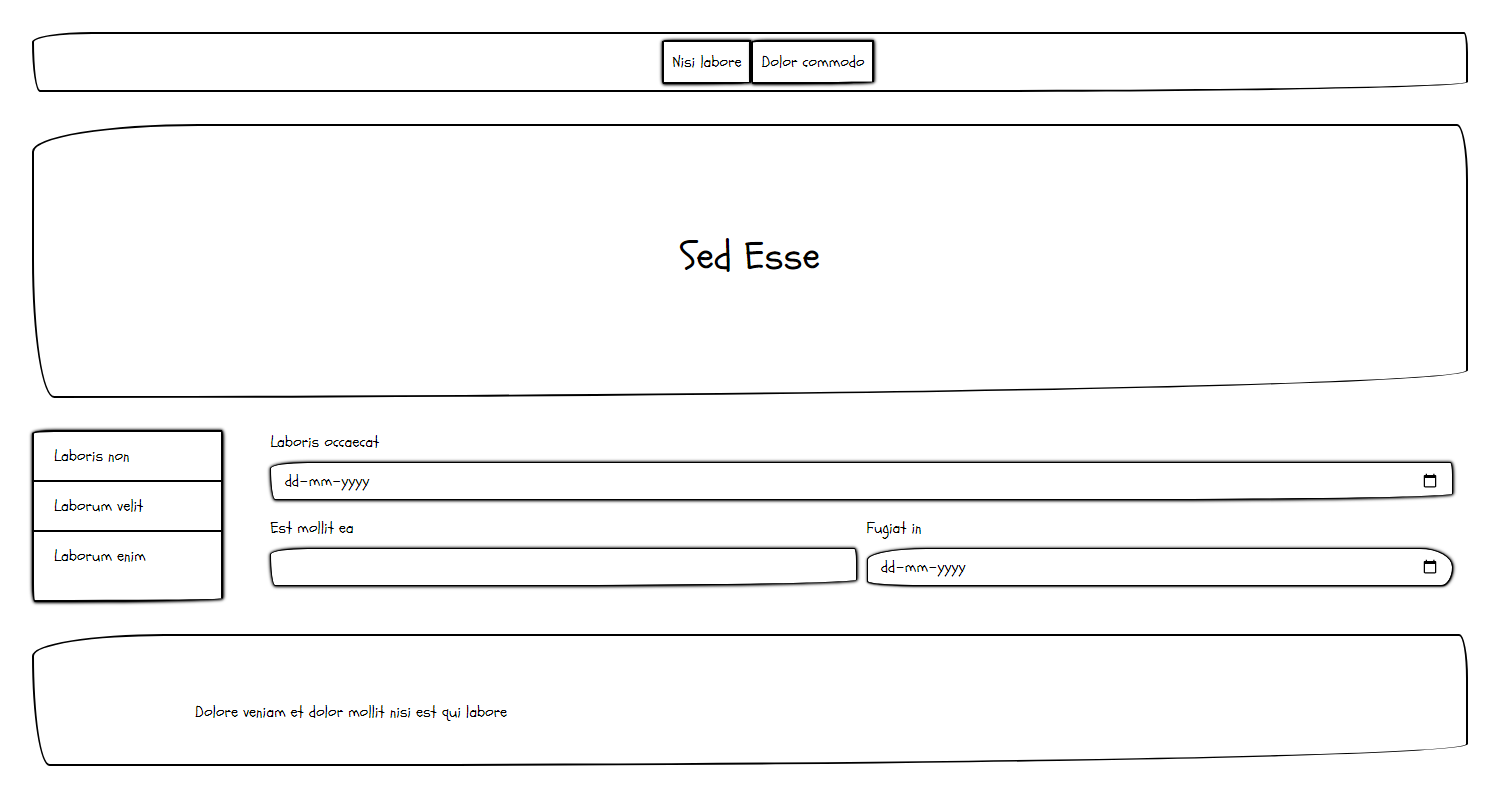 Nisi labore
Dolor commodo
Sed Esse
Laboris non
Laborum velit
Laborum enim
Laboris occaecat
dd-mm-yyyy
Est mollit ea
Fugiat in
dd-mm-yyyy
Dolore veniam et dolor mollit nisi est qui labore